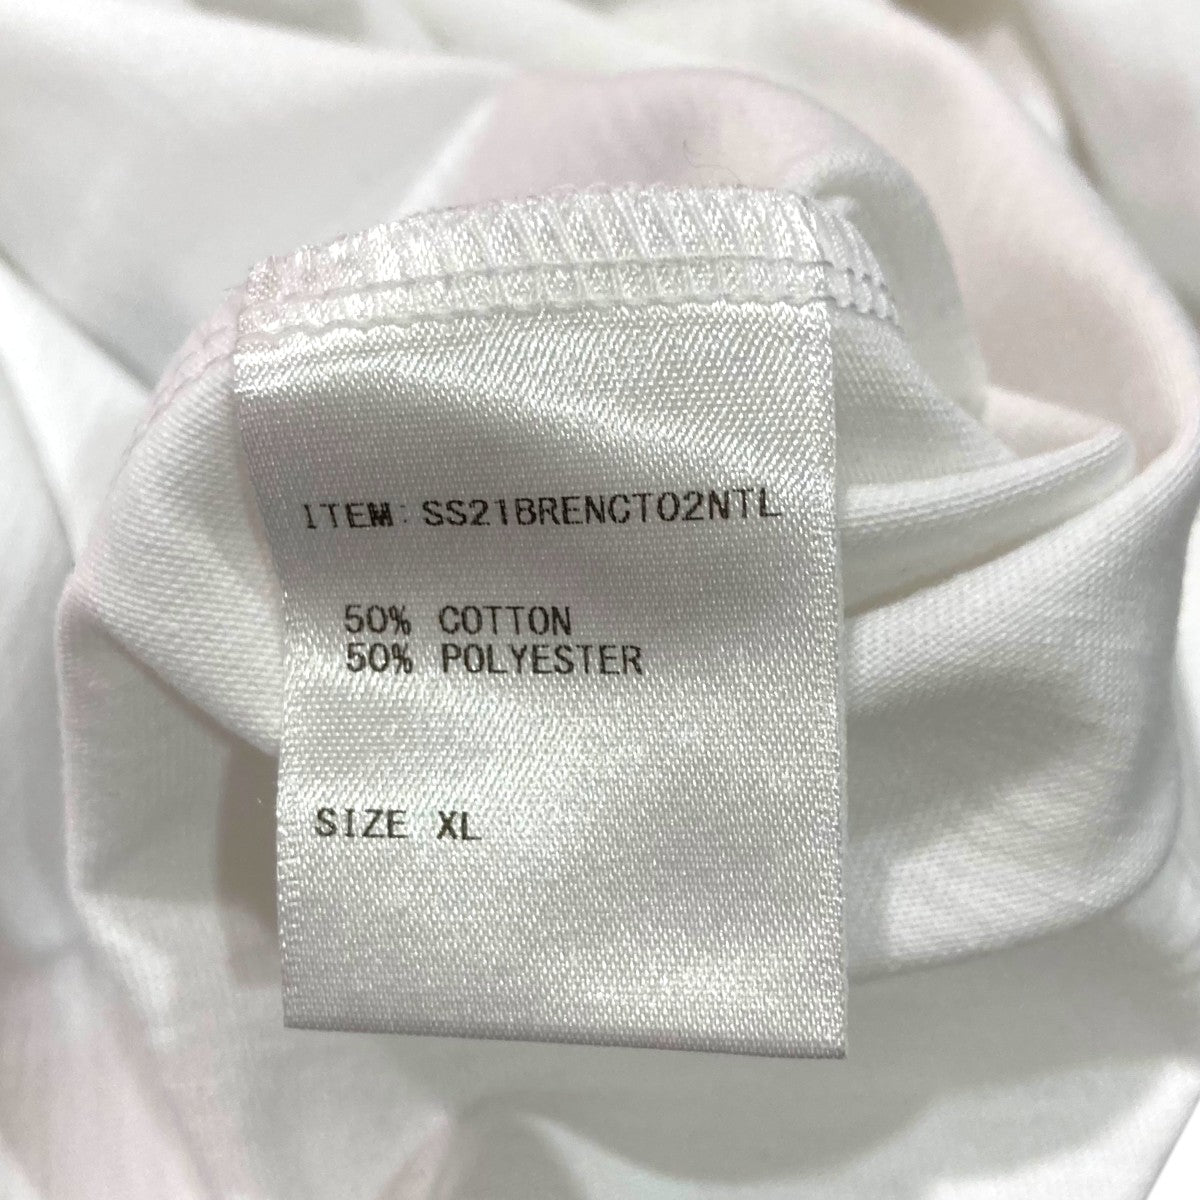 ITEM: SS21BRENCT02NTL
50% COTTON
50% POLYESTER
SIZE XL